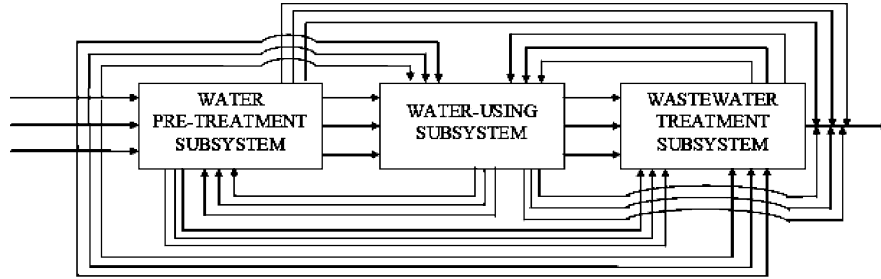 WATER
PRE-TREATMENT
SUBSYSTEM
WATER-USING
SUBSYSTEM
WASTEWATER
TREATMENT
SUBSYSTEM